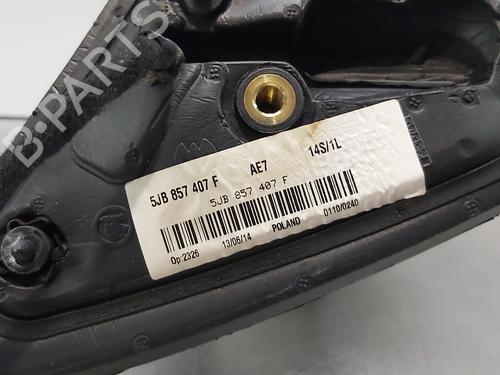 B-PARTS
5JB 857 407 F AE7 14S/1L
5JB 857 407 F
Op:2326 13/06/14 POLAND 0110/0240